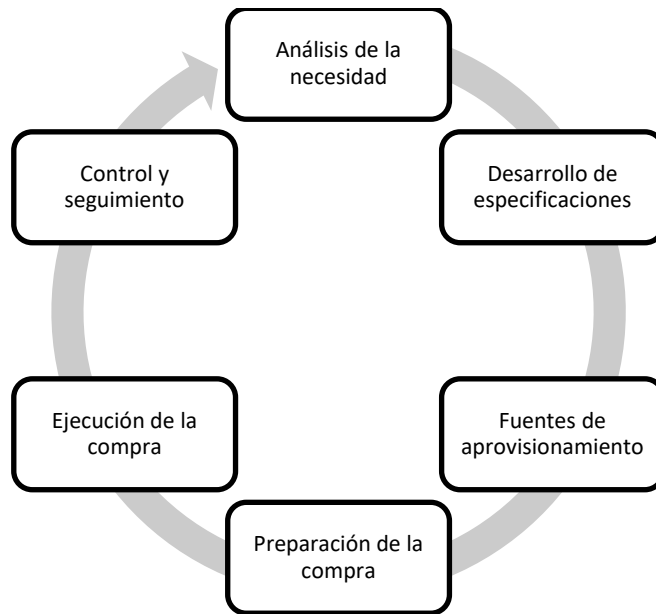 Análisis de la
necesidad
Desarrollo de
especificaciones
Fuentes de
aprovisionamiento
Preparación de la
compra
Ejecución de la
compra
Control y
seguimiento